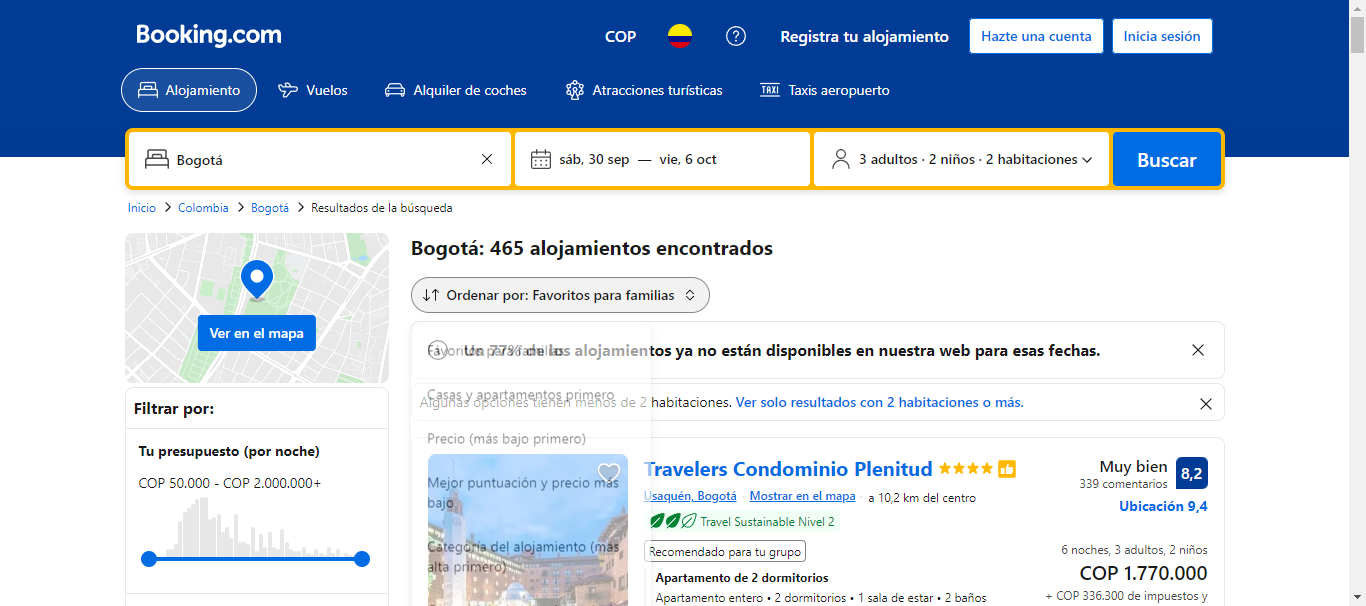 Booking.com
COP
Registra tu alojamiento
Hazte una cuenta
Inicia sesión
Alojamiento
Vuelos
Alquiler de coches
Atracciones turísticas
TAXI
Taxis aeropuerto
Bogotá
sáb, 30 sep — vie, 6 oct
3 adultos · 2 niños · 2 habitaciones
Buscar
Inicio > Colombia > Bogotá > Resultados de la búsqueda
Ver en el mapa
Filtrar por:
Tu presupuesto (por noche)
COP 50.000 - COP 2.000.000+
Bogotá: 465 alojamientos encontrados
Ordenar por: Favoritos para familias
Favoritos para familias
Un 77% de los alojamientos ya no están disponibles en nuestra web para esas fechas.
Casas y apartamentos primero
Algunas opciones tienen menos de 2 habitaciones. Ver solo resultados con 2 habitaciones o más.
Precio (más bajo primero)
Mejor puntuación y precio más
bajo
Categoría del alojamiento (más
alta primero)
Travelers Condominio Plenitud
Usaquén, Bogotá · Mostrar en el mapa · a 10,2 km del centro
Travel Sustainable Nivel 2
Recomendado para tu grupo
Apartamento de 2 dormitorios
Apartamento entero • 2 dormitorios • 1 sala de estar • 2 baños
Muy bien
339 comentarios
8,2
Ubicación 9,4
6 noches, 3 adultos, 2 niños
COP 1.770.000
+ COP 336.300 de impuestos y